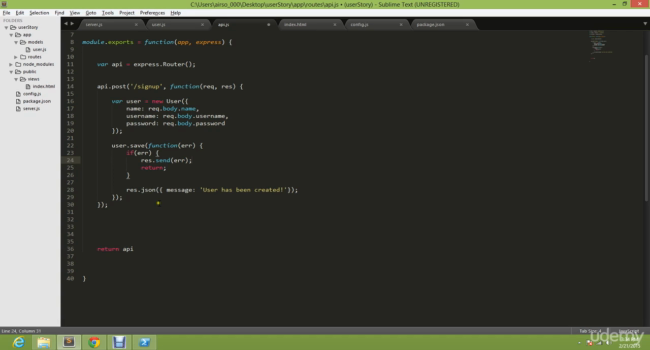 C:\Users\airso_000\Desktop\userStory\app\routes\api.js • (userStory) - Sublime Text (UNREGISTERED)
File Edit Selection Find View Goto Tools Project Preferences Help
FOLDERS
userStory
app
models
user.js
routes
node_modules
public
views
index.html
config.js
package.json
server.js
server.js
user.js
api.js
index.html
config.js
package.json
7
8 module.exports = function(app, express) {
9
10
11 var api = express.Router();
12
13
14 api.post('/signup', function(req, res) {
15
16 var user = new User({
17 name: req.body.name,
18 username: req.body.username,
19 password: req.body.password
20 });
21
22 user.save(function(err) {
23 if(err) {
24 res.send(err);
25 return;
26 }
27
28 res.json({ message: 'User has been created!'});
29 });
30 });
31
32
33
34
35
36 return api
37
38
39
40 }
Line 24, Column 31
Tab Size: 4
JavaScript
udemy